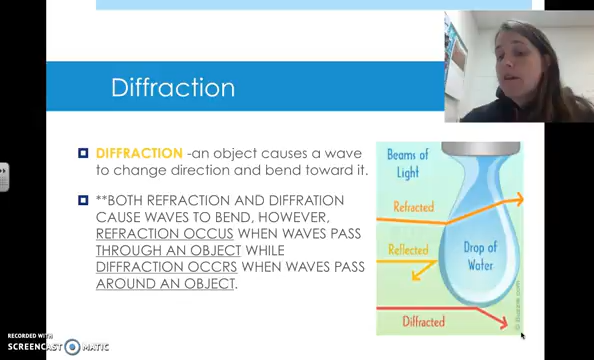 Diffraction
DIFFRACTION -an object causes a wave
to change direction and bend toward it.
**BOTH REFRACTION AND DIFFRATION
CAUSE WAVES TO BEND, HOWEVER,
REFRACTION OCCUS WHEN WAVES PASS
THROUGH AN OBJECT WHILE
DIFFRACTION OCCRS WHEN WAVES PASS
AROUND AN OBJECT.
Beams of
Light
Refracted
Reflected
Drop of
Water
Diffracted
© Buzzle.com
RECORDED WITH
SCREENCAST MATIC